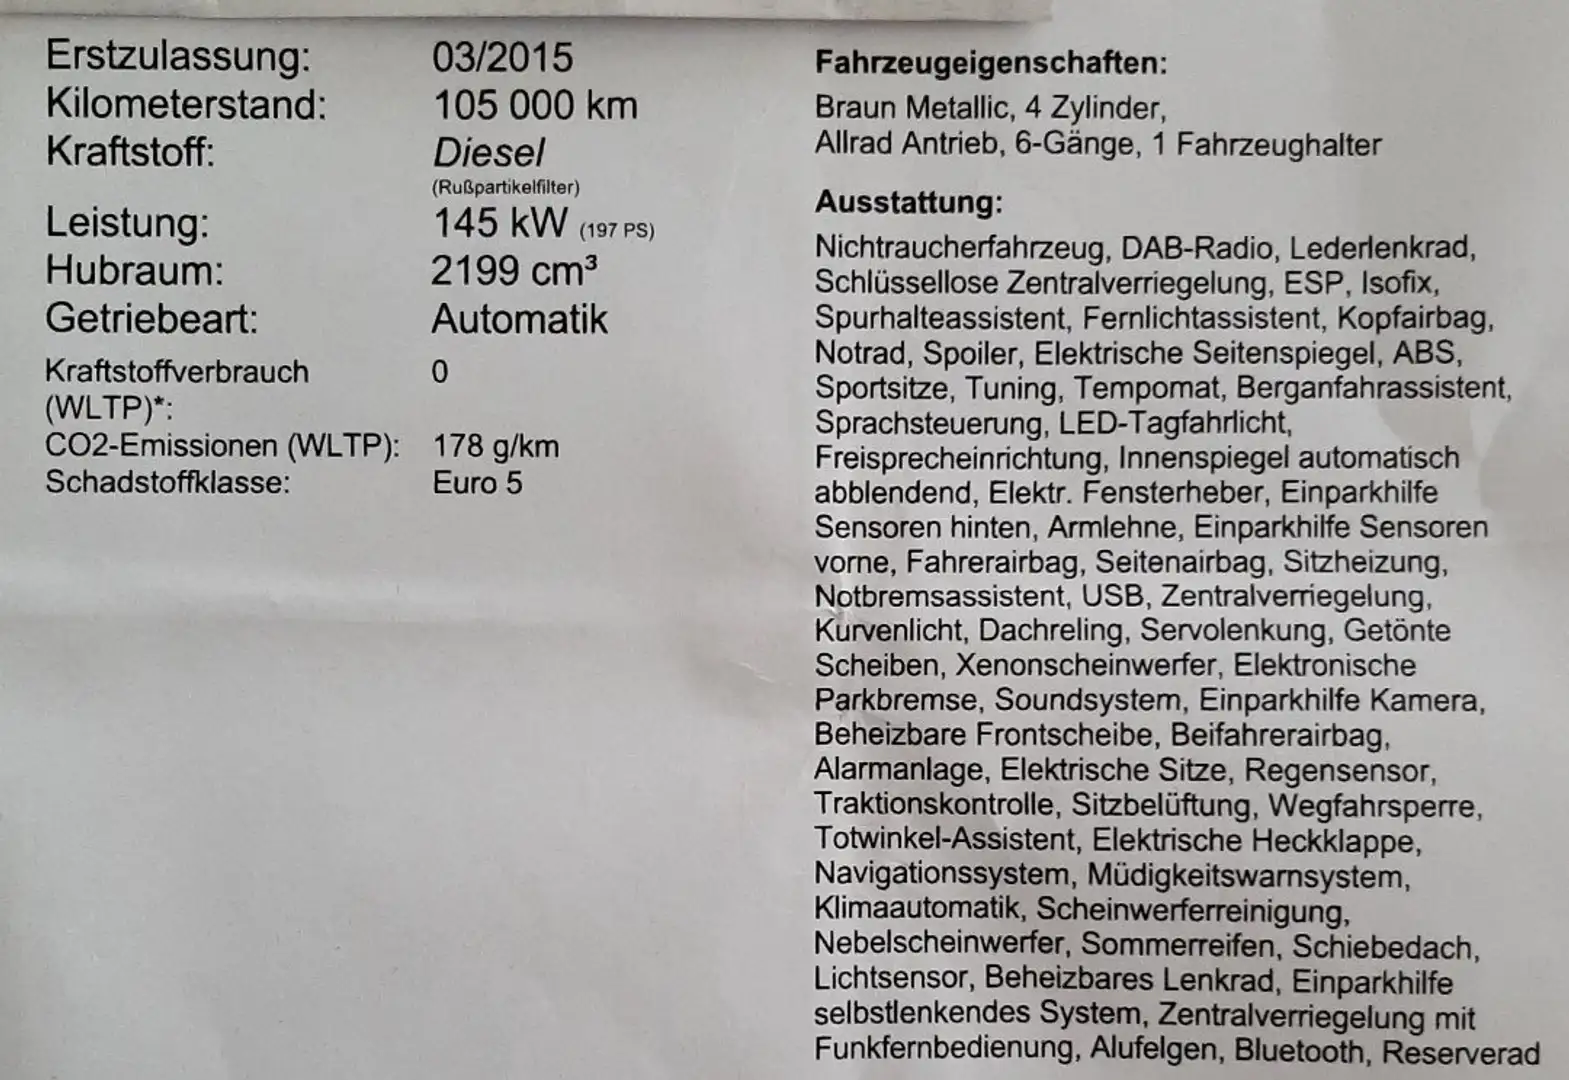 Erstzulassung: 03/2015
Kilometerstand: 105 000 km
Kraftstoff: Diesel
(Rußpartikelfilter)
Leistung: 145 kW (197 PS)
Hubraum: 2199 cm³
Getriebeart: Automatik
Kraftstoffverbrauch 0
(WLTP)*:
CO2-Emissionen (WLTP): 178 g/km
Schadstoffklasse: Euro 5
Fahrzeugeigenschaften:
Braun Metallic, 4 Zylinder,
Allrad Antrieb, 6-Gänge, 1 Fahrzeughalter
Ausstattung:
Nichtraucherfahrzeug, DAB-Radio, Lederlenkrad,
Schlüssellose Zentralverriegelung, ESP, Isofix,
Spurhalteassistent, Fernlichtassistent, Kopfairbag,
Notrad, Spoiler, Elektrische Seitenspiegel, ABS,
Sportsitze, Tuning, Tempomat, Berganfahrassistent,
Sprachsteuerung, LED-Tagfahrlicht,
Freisprecheinrichtung, Innenspiegel automatisch
abblendend, Elektr. Fensterheber, Einparkhilfe
Sensoren hinten, Armlehne, Einparkhilfe Sensoren
vorne, Fahrerairbag, Seitenairbag, Sitzheizung,
Notbremsassistent, USB, Zentralverriegelung,
Kurvenlicht, Dachreling, Servolenkung, Getönte
Scheiben, Xenonscheinwerfer, Elektronische
Parkbremse, Soundsystem, Einparkhilfe Kamera,
Beheizbare Frontscheibe, Beifahrerairbag,
Alarmanlage, Elektrische Sitze, Regensensor,
Traktionskontrolle, Sitzbelüftung, Wegfahrsperre,
Totwinkel-Assistent, Elektrische Heckklappe,
Navigationssystem, Müdigkeitswarnsystem,
Klimaautomatik, Scheinwerferreinigung,
Nebelscheinwerfer, Sommerreifen, Schiebedach,
Lichtsensor, Beheizbares Lenkrad, Einparkhilfe
selbstlenkendes System, Zentralverriegelung mit
Funkfernbedienung, Alufelgen, Bluetooth, Reserverad